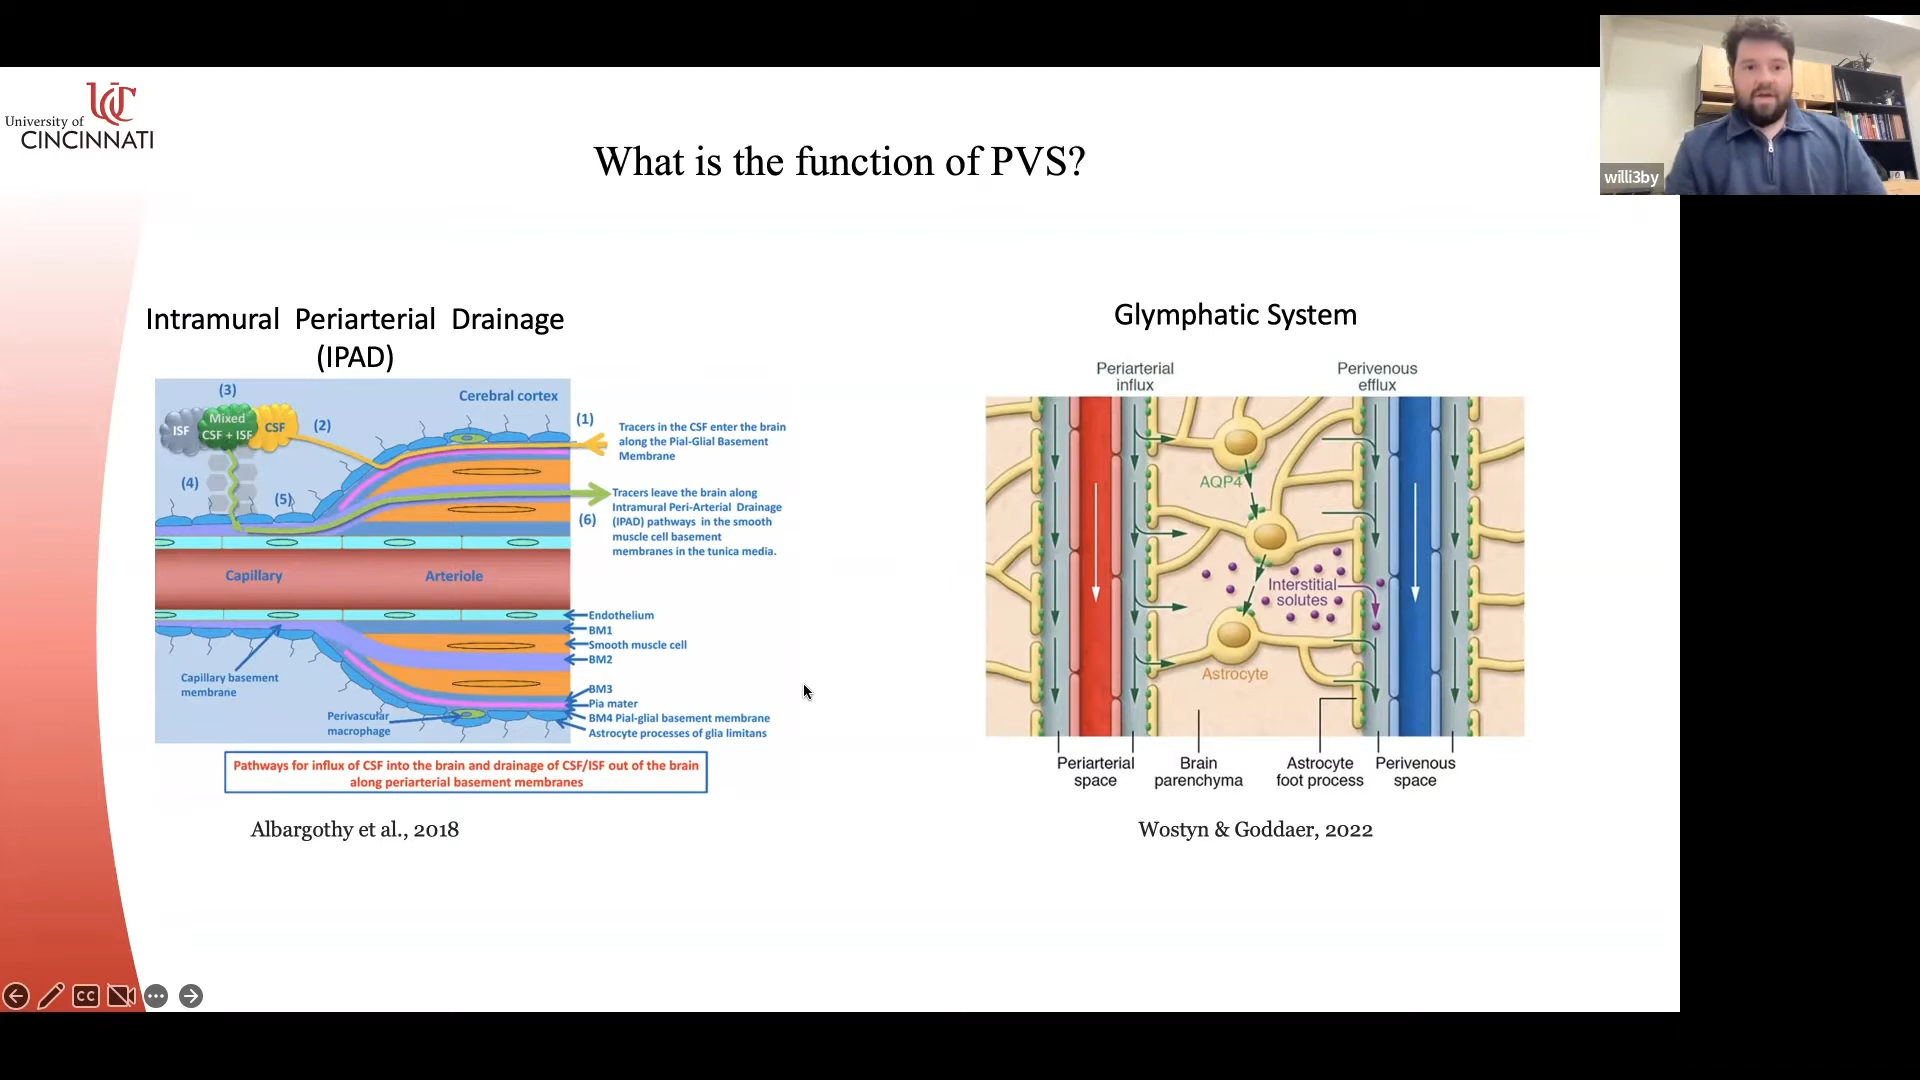 University of
CINCINNATI
willi3by
What is the function of PVS?
Intramural Periarterial Drainage
(IPAD)
(3)
Cerebral cortex
ISF
Mixed
CSF + ISF
CSF
(2)
(1)
Tracers in the CSF enter the brain
along the Pial-Glial Basement
Membrane
(4)
(5)
Tracers leave the brain along
Intramural Peri-Arterial Drainage
(IPAD) pathways in the smooth
muscle cell basement
membranes in the tunica media.
(6)
Capillary
Arteriole
Endothelium
BM1
Smooth muscle cell
BM2
Capillary basement
membrane
BM3
Pia mater
BM4 Pial-glial basement membrane
Astrocyte processes of glia limitans
Perivascular
macrophage
Pathways for influx of CSF into the brain and drainage of CSF/ISF out of the brain
along periarterial basement membranes
Albargothy et al., 2018
Glymphatic System
Periarterial
influx
Perivenous
efflux
AQP4
Interstitial
solutes
Astrocyte
Periarterial
space
Brain
parenchyma
Astrocyte
foot process
Perivenous
space
Wostyn & Goddaer, 2022
CC